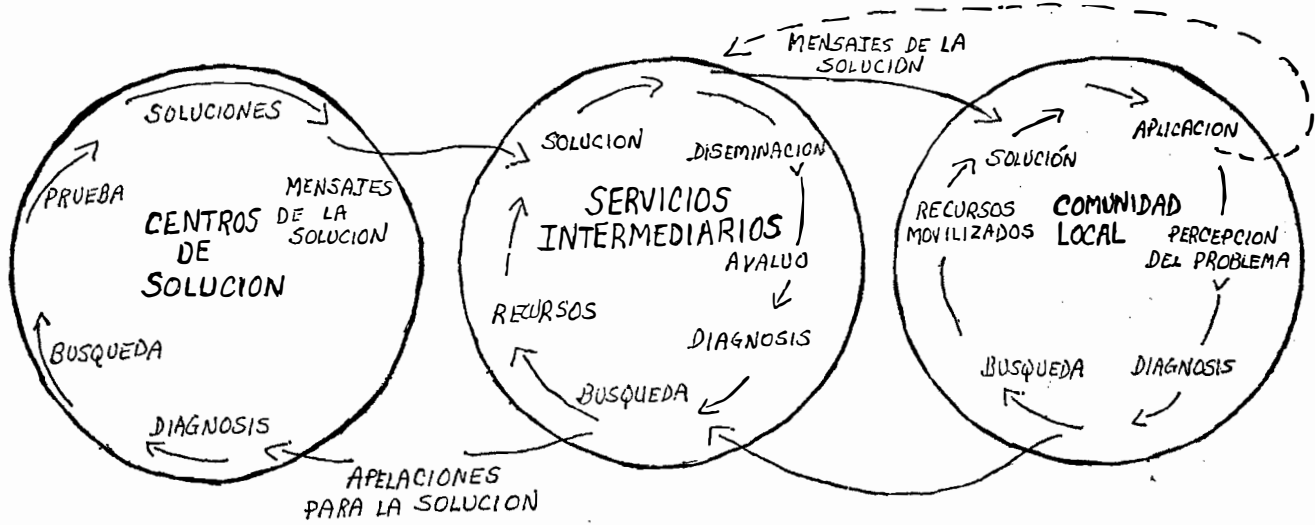 SOLUCIONES
PRUEBA
MENSAJES
DE LA
SOLUCION
CENTROS
DE
SOLUCION
BUSQUEDA
DIAGNOSIS
APELACIONES
PARA LA SOLUCION
SOLUCION
DISEMINACION
SERVICIOS
INTERMEDIARIOS
AVALUO
RECURSOS
DIAGNOSIS
BUSQUEDA
MENSAJES DE LA
SOLUCION
APLICACION
SOLUCIÓN
RECURSOS
MOVILIZADOS
COMUNIDAD
LOCAL
PERCEPCION
DEL PROBLEMA
BUSQUEDA
DIAGNOSIS